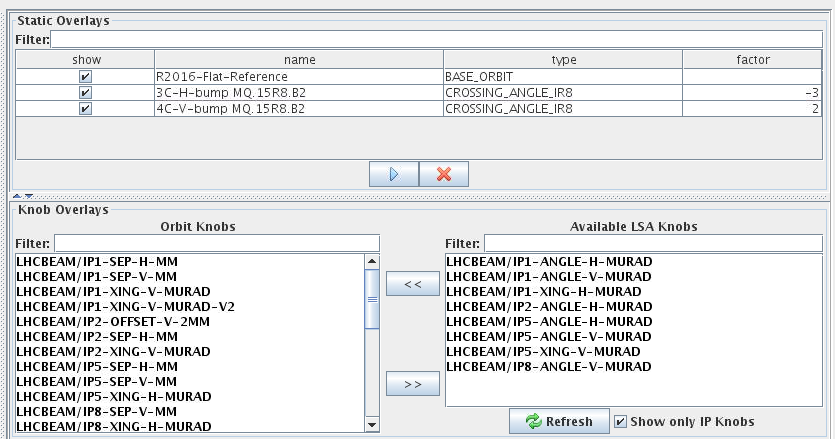 Static Overlays
Filter:
show name type factor
R2016-Flat-Reference BASE_ORBIT
3C-H-bump MQ.15R8.B2 CROSSING_ANGLE_IR8 -3
4C-V-bump MQ.15R8.B2 CROSSING_ANGLE_IR8 2
Knob Overlays
Orbit Knobs
Filter:
LHCBEAM/IP1-SEP-H-MM
LHCBEAM/IP1-SEP-V-MM
LHCBEAM/IP1-XING-V-MURAD
LHCBEAM/IP1-XING-V-MURAD-V2
LHCBEAM/IP2-OFFSET-V-2MM
LHCBEAM/IP2-SEP-H-MM
LHCBEAM/IP2-XING-V-MURAD
LHCBEAM/IP5-SEP-H-MM
LHCBEAM/IP5-SEP-V-MM
LHCBEAM/IP5-XING-H-MURAD
LHCBEAM/IP8-SEP-V-MM
LHCBEAM/IP8-XING-H-MURAD
<<
>>
Available LSA Knobs
Filter:
LHCBEAM/IP1-ANGLE-H-MURAD
LHCBEAM/IP1-ANGLE-V-MURAD
LHCBEAM/IP1-XING-H-MURAD
LHCBEAM/IP2-ANGLE-H-MURAD
LHCBEAM/IP5-ANGLE-H-MURAD
LHCBEAM/IP5-ANGLE-V-MURAD
LHCBEAM/IP5-XING-V-MURAD
LHCBEAM/IP8-ANGLE-V-MURAD
Refresh Show only IP Knobs